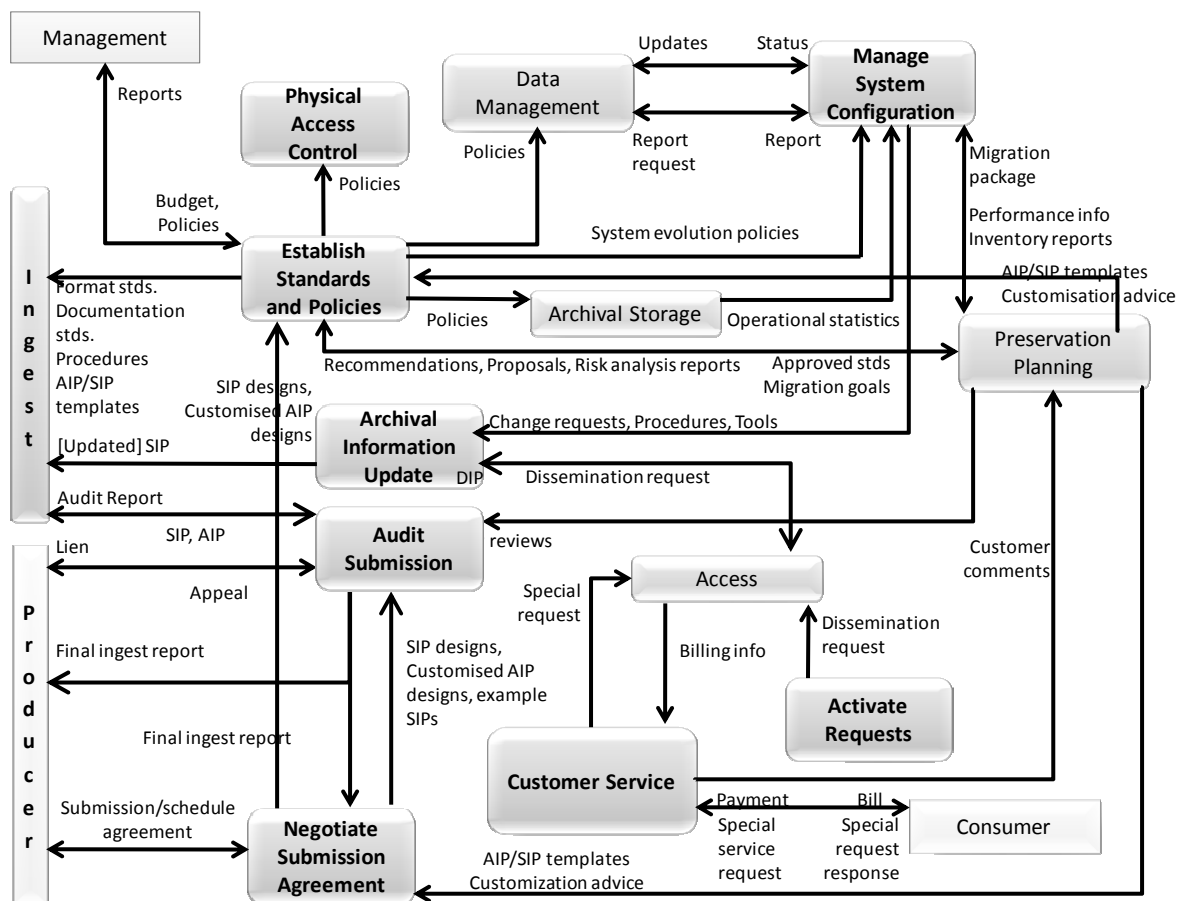 Management
Reports
Physical
Access
Control
Policies
Budget,
Policies
Data
Management
Updates
Status
Report
request
Report
Manage
System
Configuration
Policies
Migration
package
Performance info
Inventory reports
System evolution policies
Establish
Standards
and Policies
AIP/SIP templates
Customisation advice
I
n
g
e
s
t
Format stds.
Documentation
stds.
Procedures
AIP/SIP
templates
Policies
Archival Storage
Operational statistics
Preservation
Planning
Recommendations, Proposals, Risk analysis reports
Approved stds
Migration goals
SIP designs,
Customised AIP
designs
Archival
Information
Update
Change requests, Procedures, Tools
[Updated] SIP
DIP
Dissemination request
Audit Report
SIP, AIP
Audit
Submission
reviews
Lien
Appeal
Customer
comments
Special
request
Access
P
r
o
d
u
c
e
r
Final ingest report
SIP designs,
Customised AIP
designs, example
SIPs
Billing info
Dissemination
request
Activate
Requests
Final ingest report
Customer Service
Submission/schedule
agreement
Negotiate
Submission
Agreement
Payment
Special
service
request
Bill
Special
request
response
Consumer
AIP/SIP templates
Customization advice